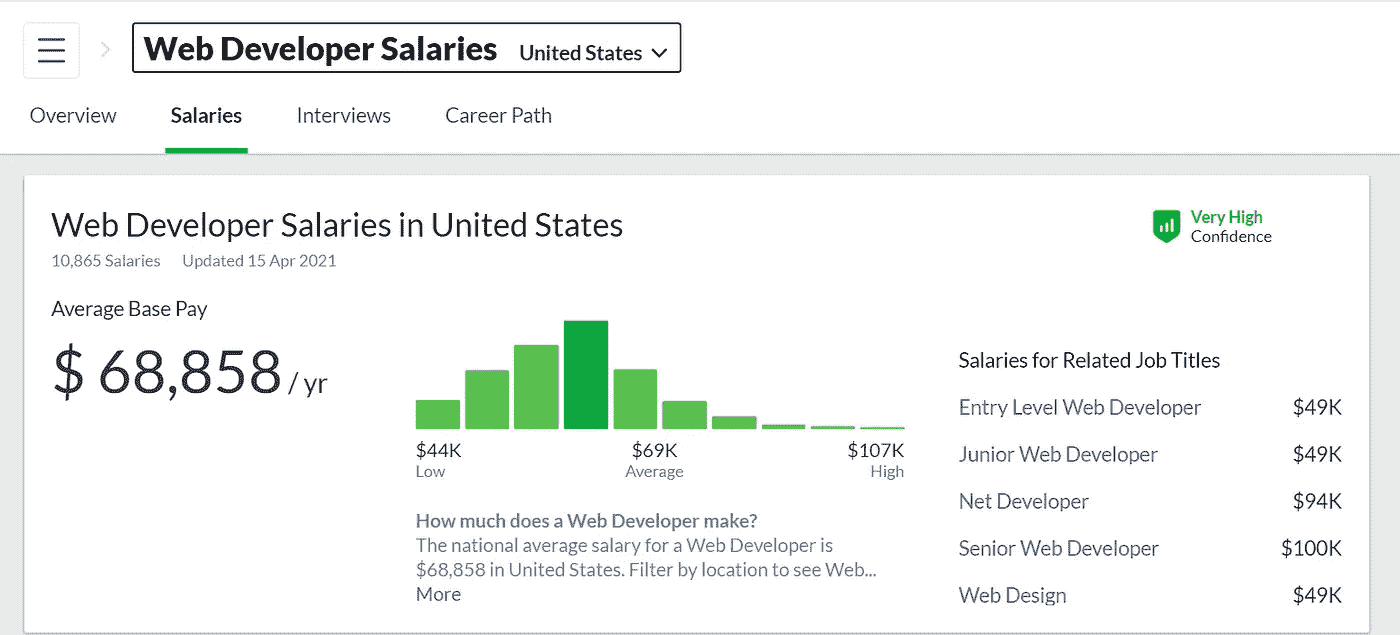 Web Developer Salaries United States
Overview Salaries Interviews Career Path
Web Developer Salaries in United States
10,865 Salaries Updated 15 Apr 2021
Very High
Confidence
Average Base Pay
$ 68,858 / yr
$44K $69K $107K
Low Average High
How much does a Web Developer make?
The national average salary for a Web Developer is
$68,858 in United States. Filter by location to see Web...
More
Salaries for Related Job Titles
Entry Level Web Developer $49K
Junior Web Developer $49K
Net Developer $94K
Senior Web Developer $100K
Web Design $49K